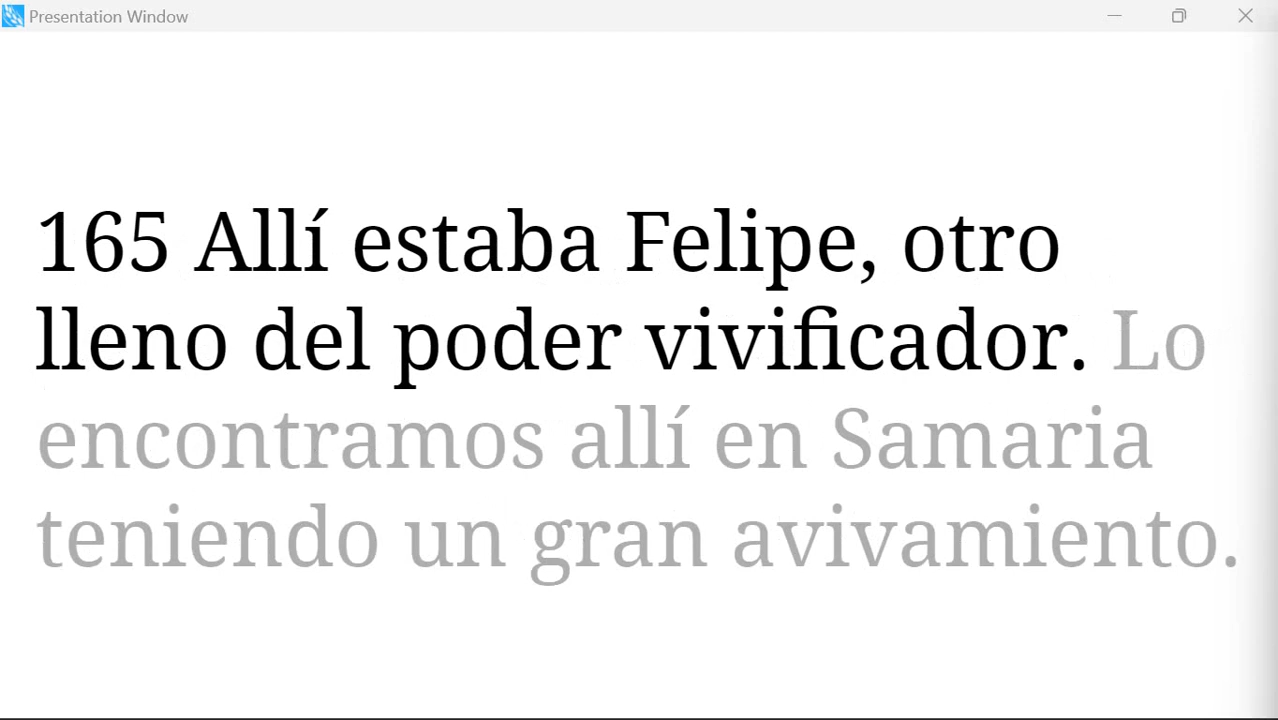 Presentation Window
165 Allí estaba Felipe, otro
lleno del poder vivificador. Lo
encontramos allí en Samaria
teniendo un gran avivamiento.